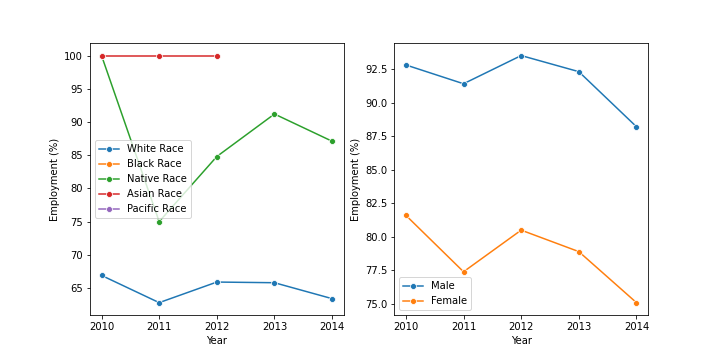 100
95
90
85
80
75
70
65
Employment (%)
White Race
Black Race
Native Race
Asian Race
Pacific Race
2010 2011 2012 2013 2014
Year
92.5
90.0
87.5
85.0
82.5
80.0
77.5
75.0
Employment (%)
Male
Female
2010 2011 2012 2013 2014
Year